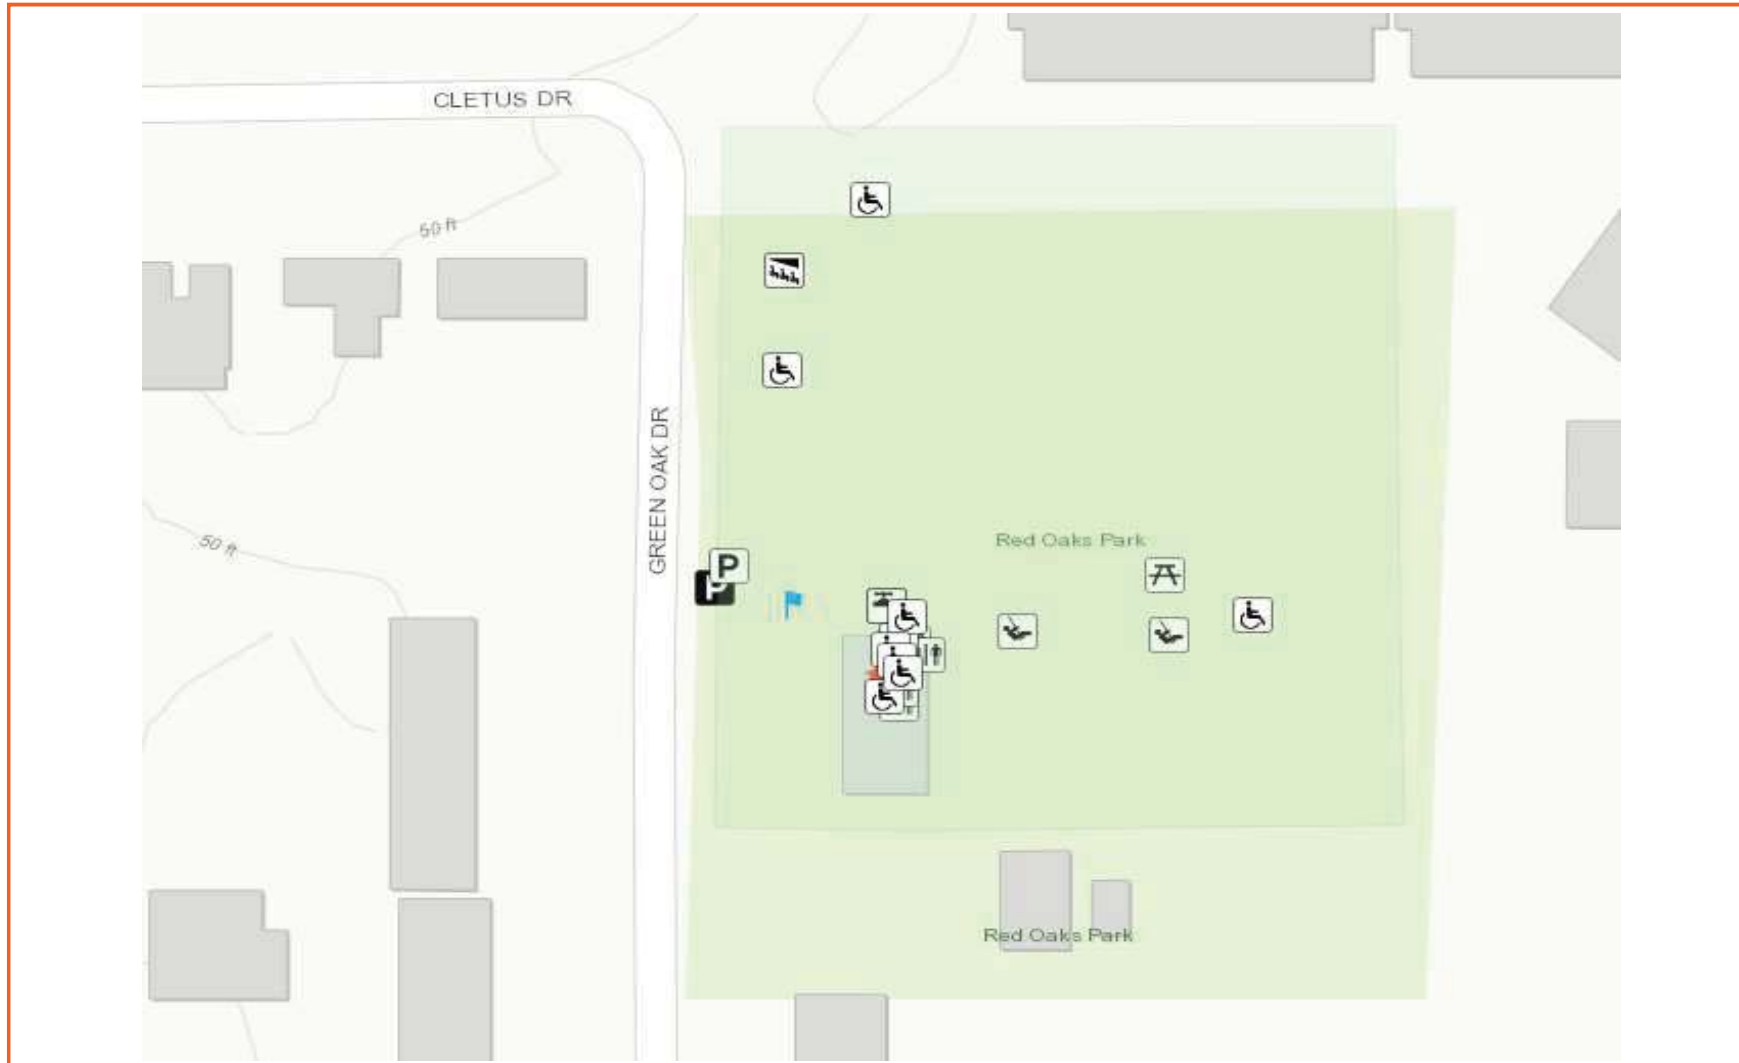 CLETUS DR
50 ft
GREEN OAK DR
50 ft
Red Oaks Park
P
P
Red Oaks Park